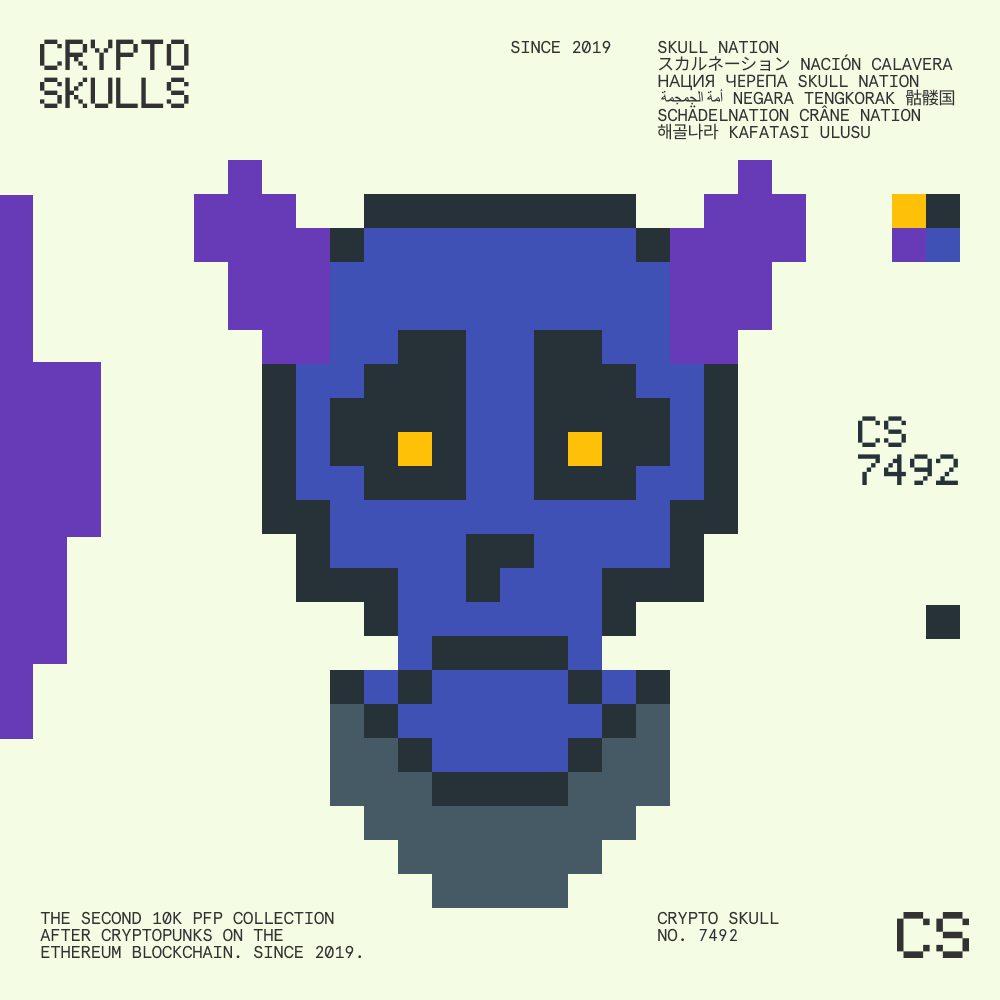 CRYPTO
SKULLS
SINCE 2019
SKULL NATION
スカルネーション NACIÓN CALAVERA
НАЦИЯ ЧЕРЕПА SKULL NATION
أمة الجمجمة NEGARA TENGKORAK 骷髅国
SCHÄDELNATION CRÂNE NATION
해골나라 KAFATASI ULUSU
CS
7492
THE SECOND 10K PFP COLLECTION
AFTER CRYPTOPUNKS ON THE
ETHEREUM BLOCKCHAIN. SINCE 2019.
CRYPTO SKULL
NO. 7492
CS